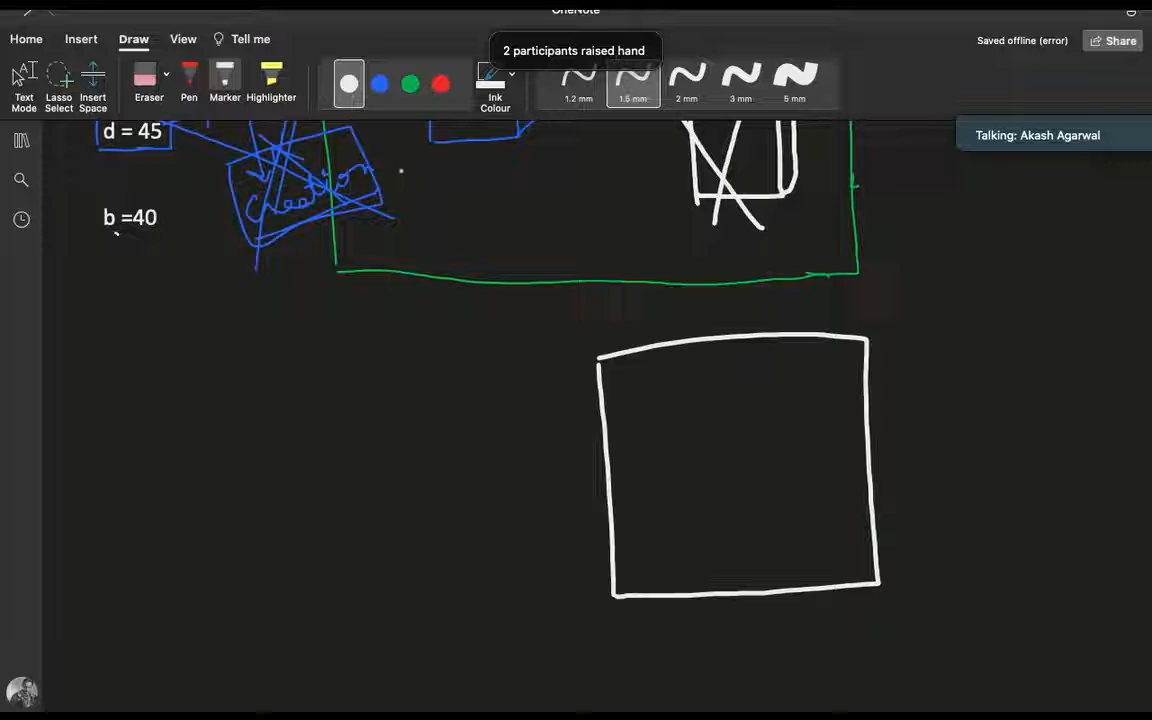 OneNote
Home Insert Draw View Tell me
2 participants raised hand
Saved offline (error)
Share
Text Mode
Lasso Select
Insert Space
Eraser
Pen
Marker
Highlighter
Ink Colour
1.2 mm
1.5 mm
2 mm
3 mm
5 mm
Talking: Akash Agarwal
d = 45
Creation
b =40